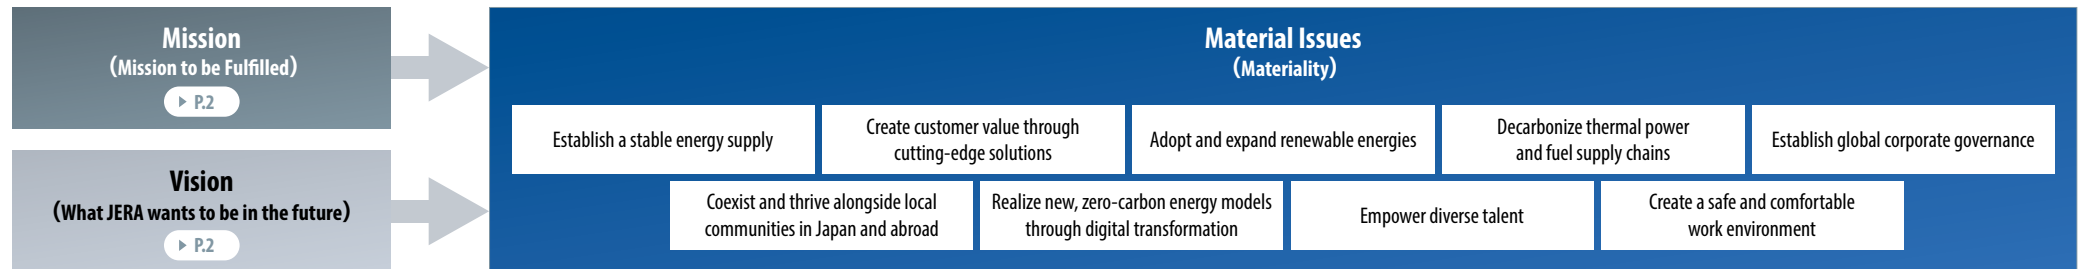 Mission
(Mission to be Fulfilled)
P.2
Vision
(What JERA wants to be in the future)
P.2
Material Issues
(Materiality)
Establish a stable energy supply
Create customer value through
cutting-edge solutions
Adopt and expand renewable energies
Decarbonize thermal power
and fuel supply chains
Establish global corporate governance
Coexist and thrive alongside local
communities in Japan and abroad
Realize new, zero-carbon energy models
through digital transformation
Empower diverse talent
Create a safe and comfortable
work environment